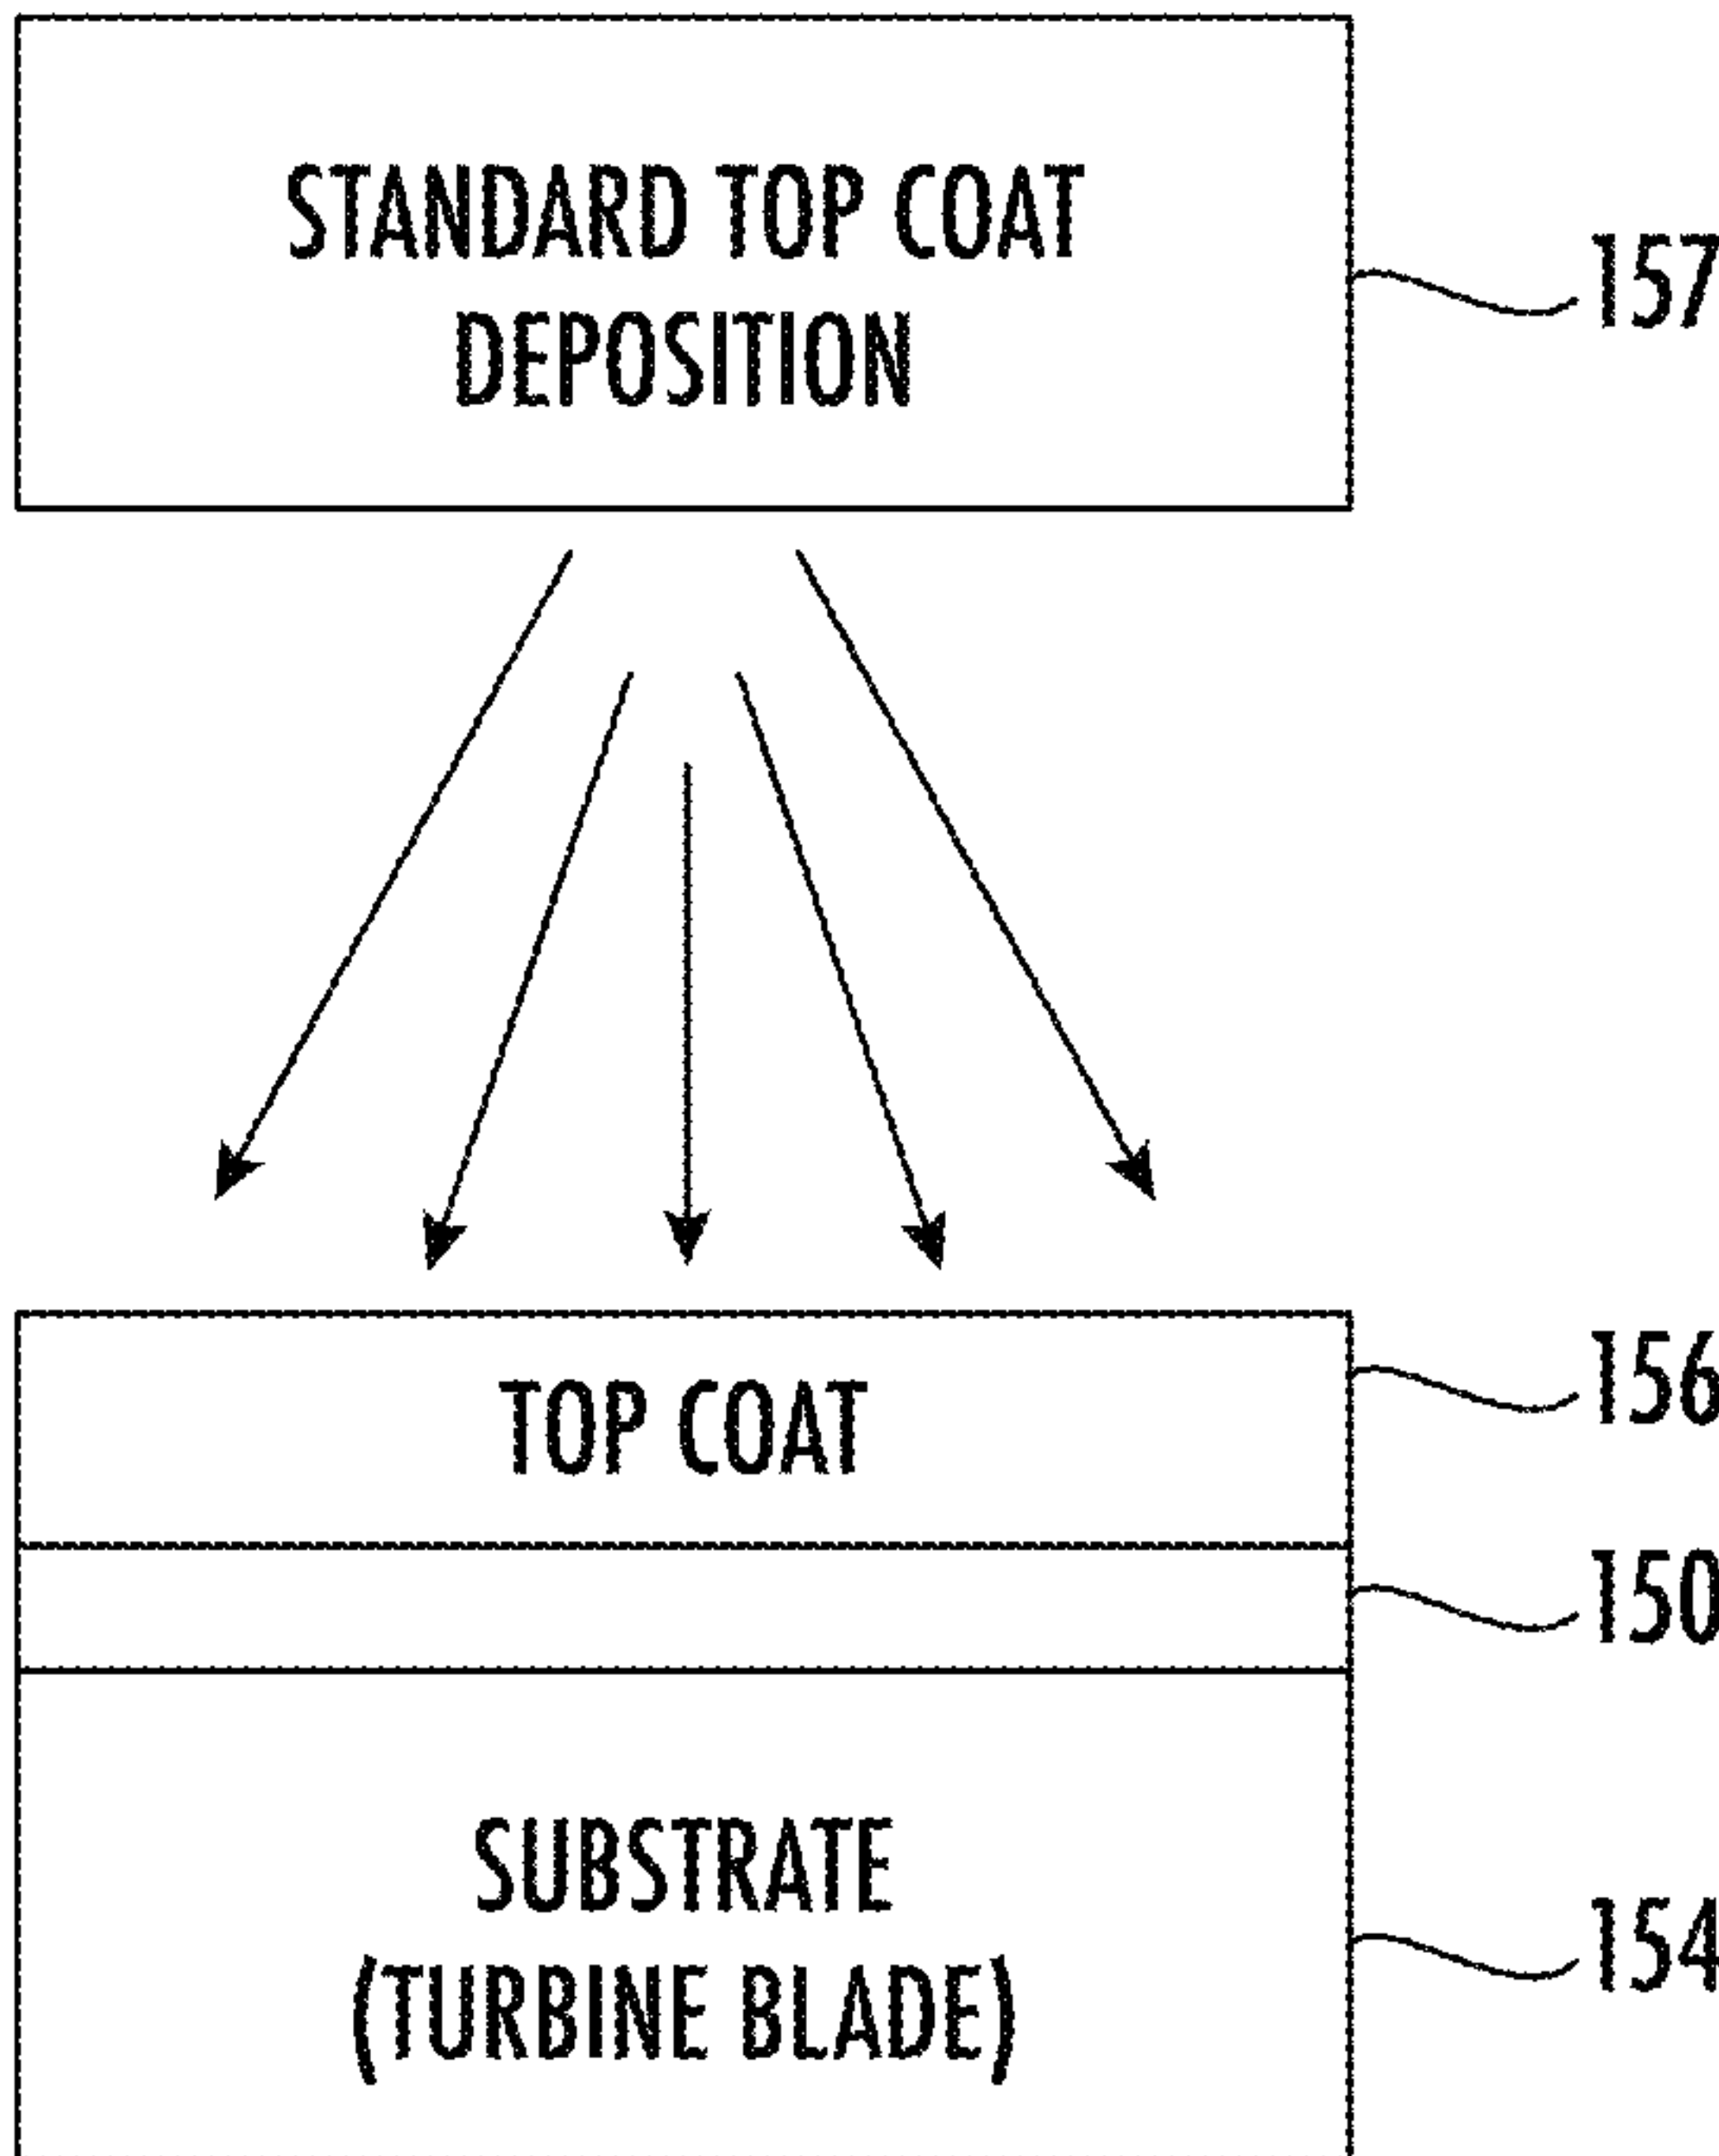 STANDARD TOP COAT
DEPOSITION
157
TOP COAT
156
150
SUBSTRATE
(TURBINE BLADE)
154